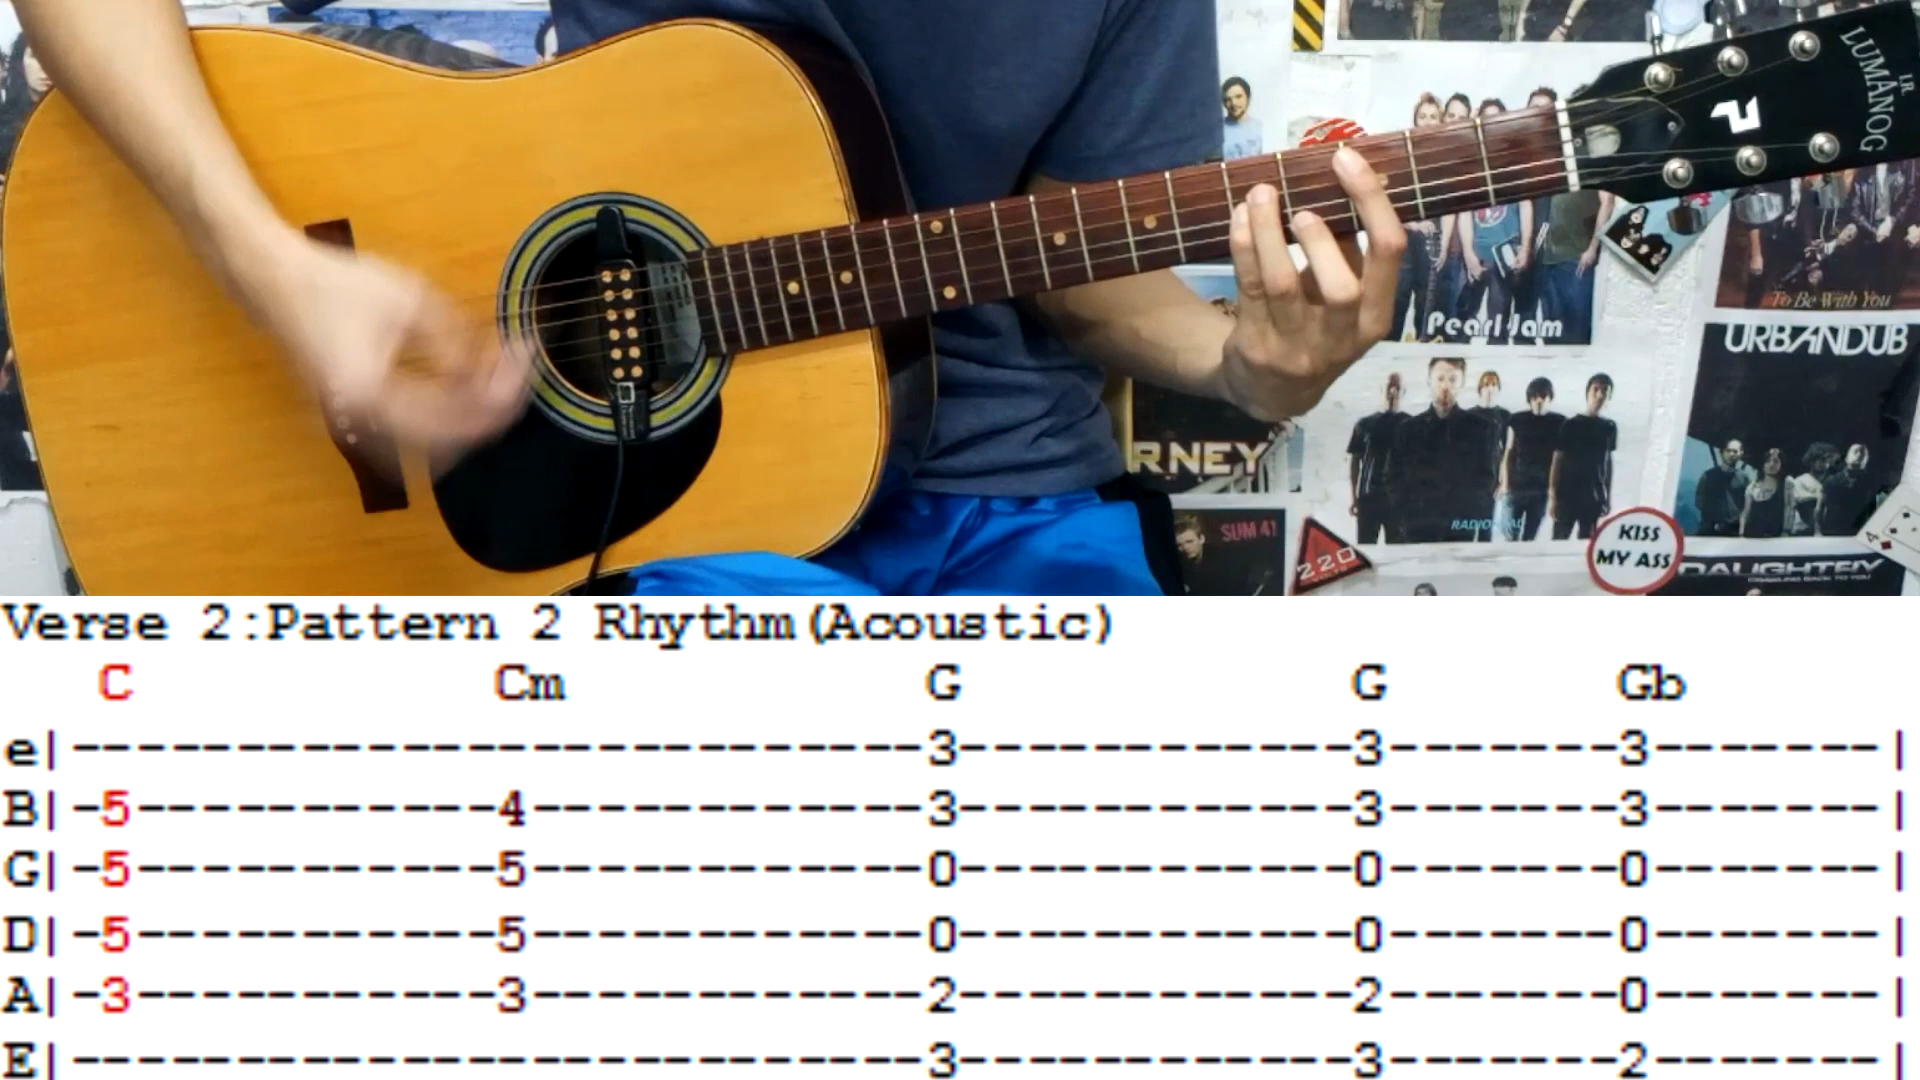 LUMANOG
To Be With You
Pearl Jam
URBANDUB
RNEY
SUM 41
220
KISS
MY ASS
Verse 2:Pattern 2 Rhythm(Acoustic)
C Cm G G Gb
e|--------------------------3------------3-------3-------|
B|-5-----------4-------------3------------3-------3-------|
G|-5-----------5-------------0------------0-------0-------|
D|-5-----------5-------------0------------0-------0-------|
A|-3-----------3-------------2------------2-------0-------|
E|--------------------------3------------3-------2-------|